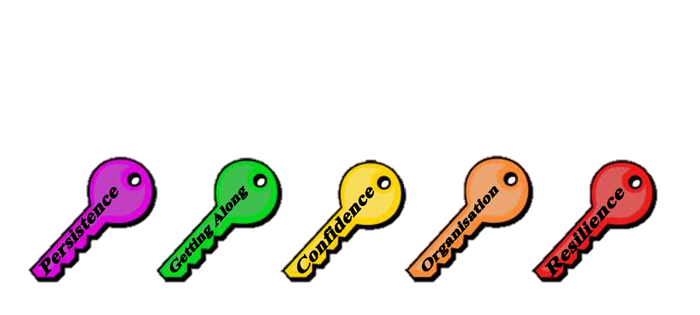 Persistence
Getting Along
Confidence
Organisation
Resilience